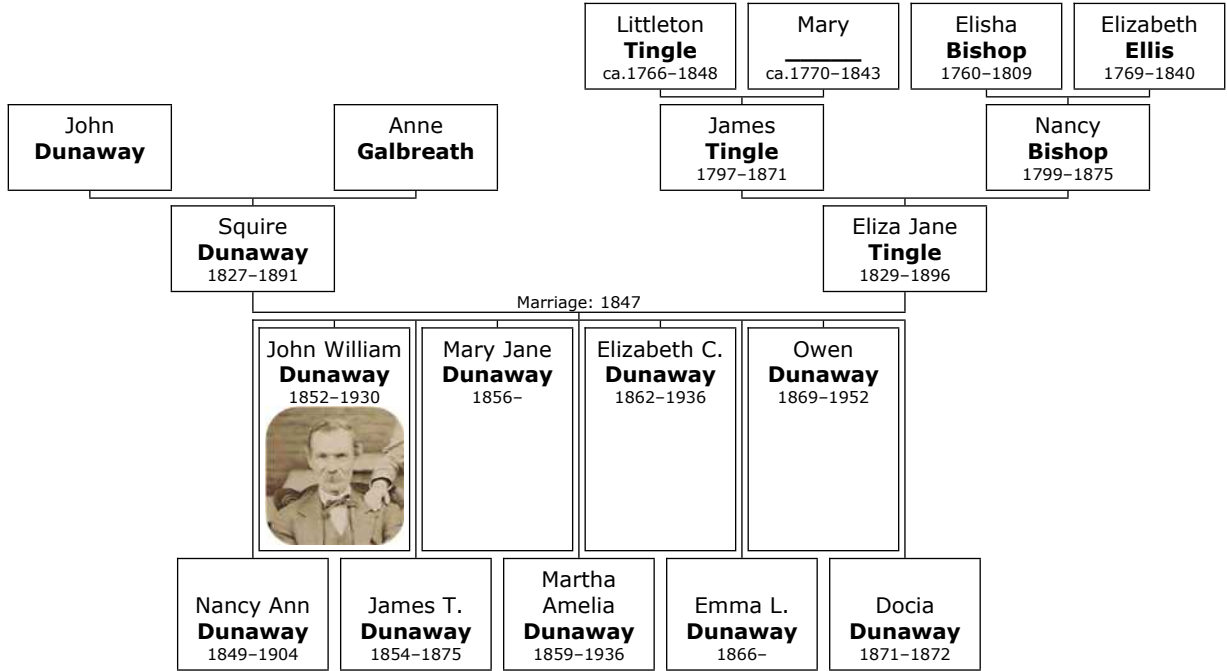 Littleton
Tingle
ca.1766–1848
Mary
________
ca.1770–1843
Elisha
Bishop
1760–1809
Elizabeth
Ellis
1769–1840
John
Dunaway
Anne
Galbreath
James
Tingle
1797–1871
Nancy
Bishop
1799–1875
Squire
Dunaway
1827–1891
Eliza Jane
Tingle
1829–1896
Marriage: 1847
John William
Dunaway
1852–1930
Mary Jane
Dunaway
1856–
Elizabeth C.
Dunaway
1862–1936
Owen
Dunaway
1869–1952
Nancy Ann
Dunaway
1849–1904
James T.
Dunaway
1854–1875
Martha
Amelia
Dunaway
1859–1936
Emma L.
Dunaway
1866–
Docia
Dunaway
1871–1872